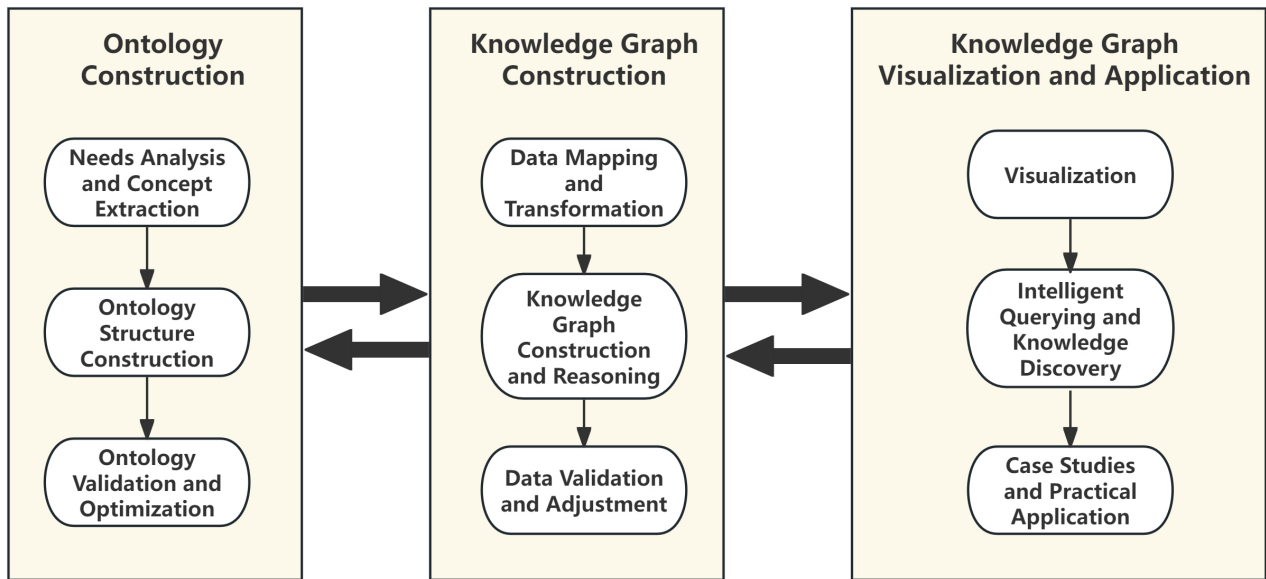 Ontology
Construction
Needs Analysis
and Concept
Extraction
Ontology
Structure
Construction
Ontology
Validation and
Optimization
Knowledge Graph
Construction
Data Mapping
and
Transformation
Knowledge
Graph
Construction
and Reasoning
Data Validation
and Adjustment
Knowledge Graph
Visualization and Application
Visualization
Intelligent
Querying and
Knowledge
Discovery
Case Studies
and Practical
Application